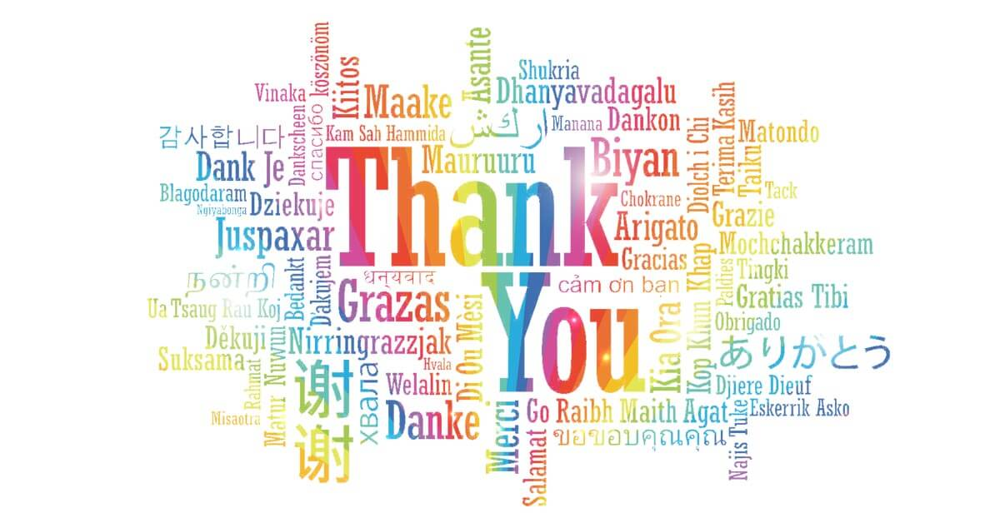 köszönöm
Asante
Kiitos
Shukria
Vinaka
Maake
Dhanyavadagalu
спасибо
Dankscheen
Kam Sah Hammida
ارکش
Manana
Dankon
Terima Kasih
Matondo
감사합니다
Thank
Mauruuru
Biyan
Diolch i Chi
Taiku
Dank Je
Blagodaram
Ngiyabonga
Dziekuje
Chokrane
Tack
Juspaxar
Arigato
Grazie
Gracias
Mochchakkeram
நன்றி
Bedankt
Dakujem
धन्यवाद
You
cảm ơn bạn
Kop Khun Khap
Paldies
Tingki
Ua Tsaug Rau Koj
Grazas
Di Ou Mèsi
Kia Ora
Gratias Tibi
Obrigado
Děkuji
Matur Nuwun
Nirringrazzjak
ありがとう
Suksama
Rahmat
谢谢
хвала
Hvala
Welalin
Djiere Dieuf
Misaotra
Danke
Merci
Go Raibh Maith Agat
Najis Tuke
Eskerrik Asko
Salamat
ขอขอบคุณคุณ